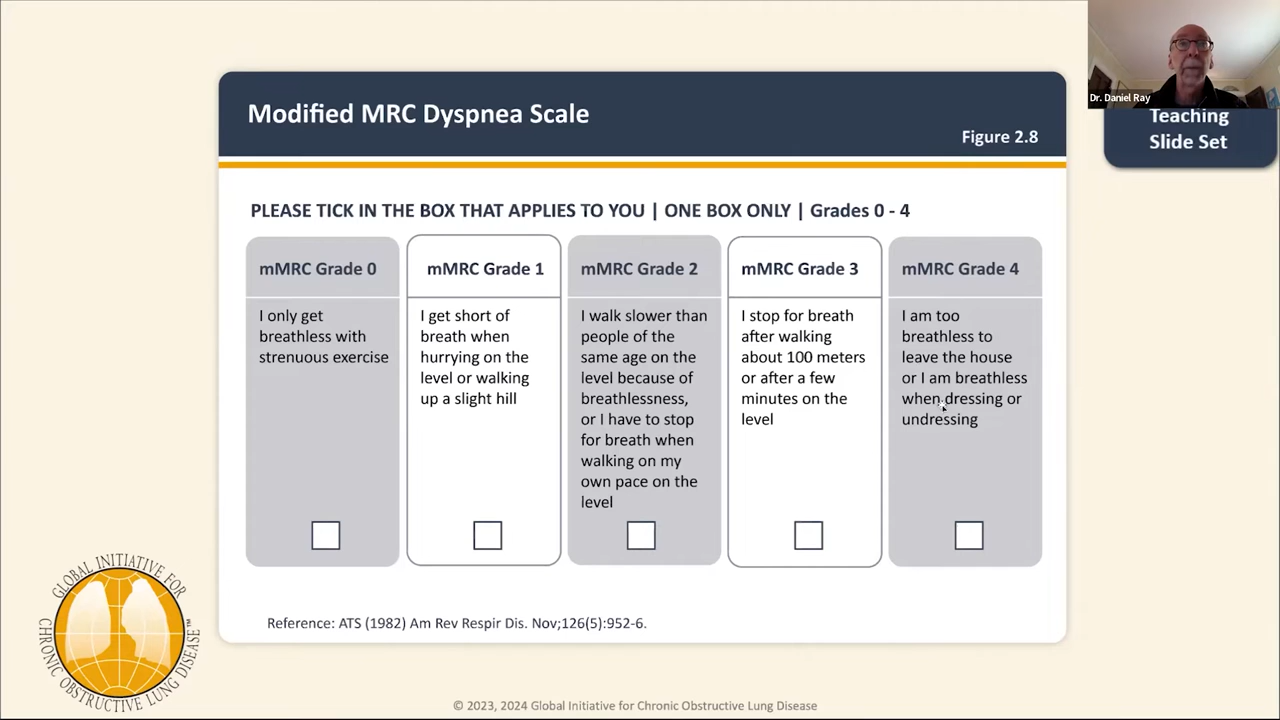 Dr. Daniel Ray
Teaching
Slide Set
Modified MRC Dyspnea Scale
Figure 2.8
PLEASE TICK IN THE BOX THAT APPLIES TO YOU | ONE BOX ONLY | Grades 0 - 4
mMRC Grade 0
I only get
breathless with
strenuous exercise
mMRC Grade 1
I get short of
breath when
hurrying on the
level or walking
up a slight hill
mMRC Grade 2
I walk slower than
people of the
same age on the
level because of
breathlessness,
or I have to stop
for breath when
walking on my
own pace on the
level
mMRC Grade 3
I stop for breath
after walking
about 100 meters
or after a few
minutes on the
level
mMRC Grade 4
I am too
breathless to
leave the house
or I am breathless
when dressing or
undressing
Reference: ATS (1982) Am Rev Respir Dis. Nov;126(5):952-6.
GLOBAL INITIATIVE FOR
CHRONIC OBSTRUCTIVE LUNG DISEASE™
© 2023, 2024 Global Initiative for Chronic Obstructive Lung Disease